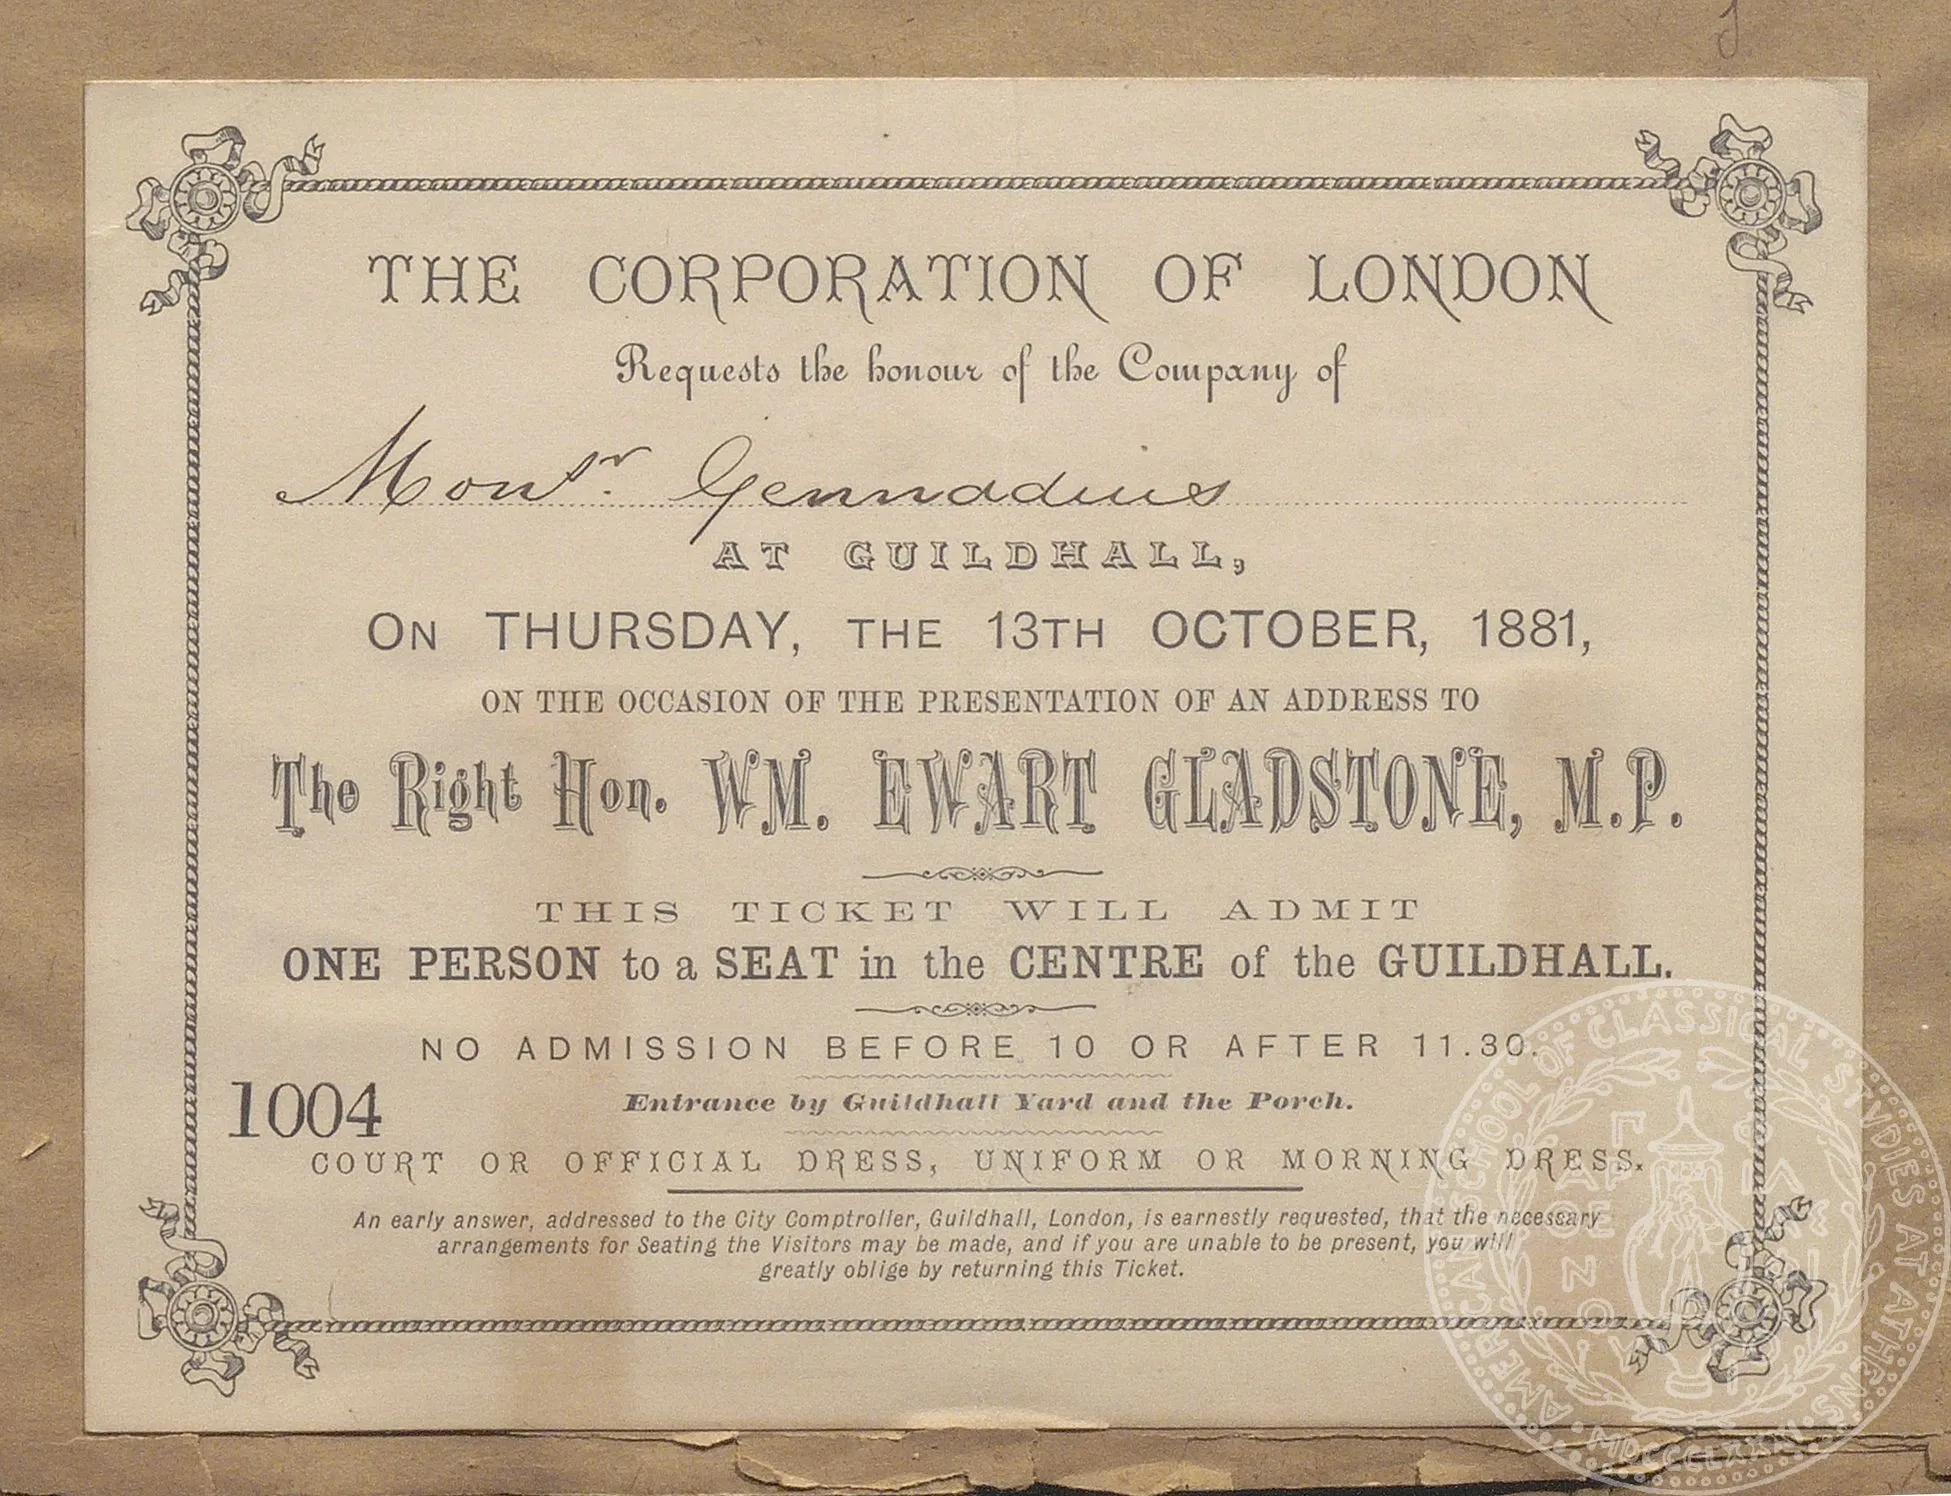 THE CORPORATION OF LONDON
Requests the honour of the Company of
Monsr. Gennadius
AT GUILDHALL,
ON THURSDAY, THE 13TH OCTOBER, 1881,
ON THE OCCASION OF THE PRESENTATION OF AN ADDRESS TO
The Right Hon. WM. EWART GLADSTONE, M.P.
THIS TICKET WILL ADMIT
ONE PERSON to a SEAT in the CENTRE of the GUILDHALL.
NO ADMISSION BEFORE 10 OR AFTER 11.30.
Entrance by Guildhall Yard and the Porch.
1004
COURT OR OFFICIAL DRESS, UNIFORM OR MORNING DRESS.
An early answer, addressed to the City Comptroller, Guildhall, London, is earnestly requested, that the necessary
arrangements for Seating the Visitors may be made, and if you are unable to be present, you will
greatly oblige by returning this Ticket.
AMERICAN SCHOOL OF CLASSICAL STVDIES AT ATHENS